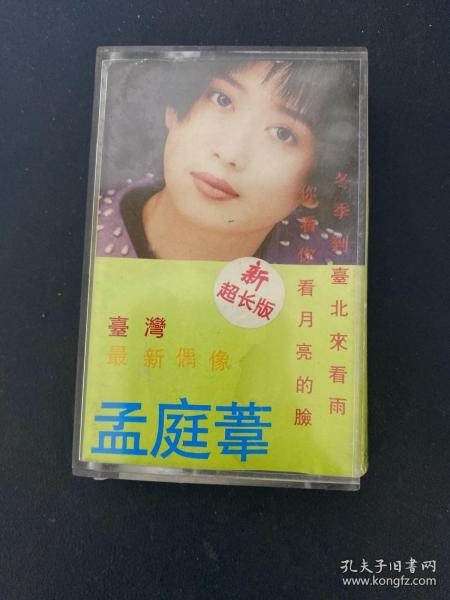 冬季到臺北來看雨
你看你看月亮的臉
新
超长版
臺灣
最新偶像
孟庭葦
孔夫子旧书网
www.kongfz.com